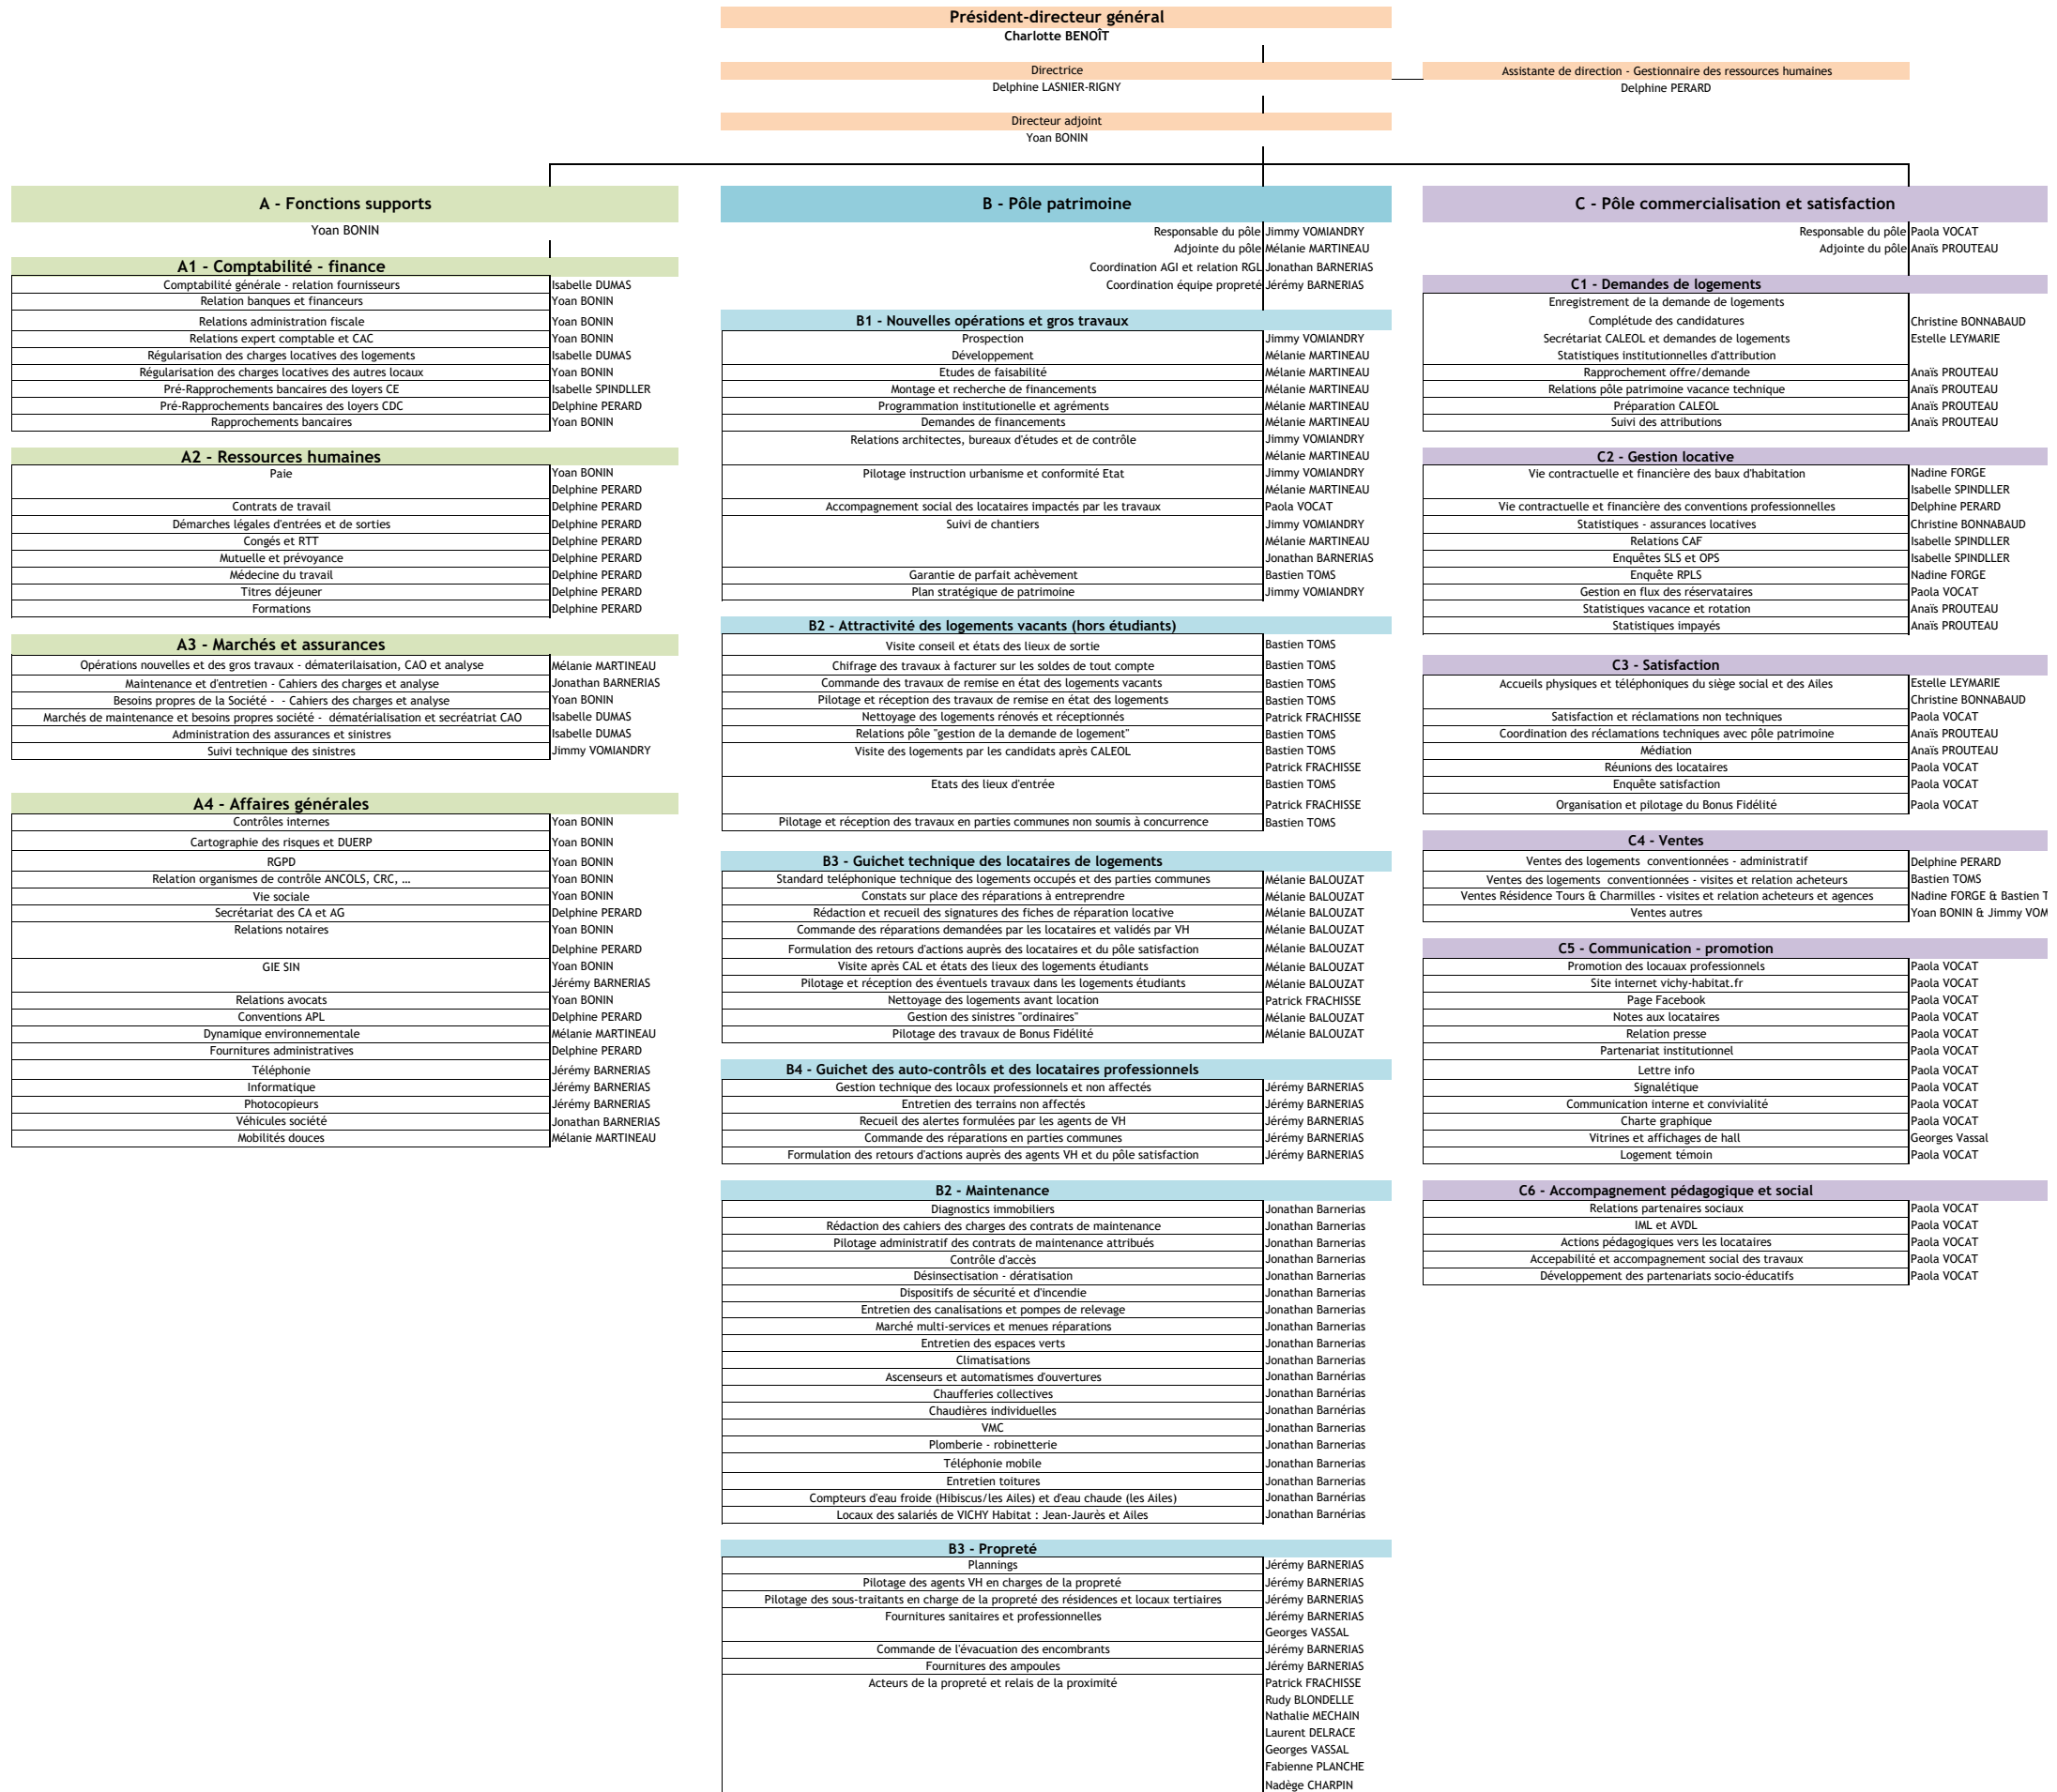 Président-directeur général
Charlotte BENOÎT
Directrice
Delphine LASNIER-RIGNY
Assistante de direction - Gestionnaire des ressources humaines
Delphine PERARD
Directeur adjoint
Yoan BONIN
A - Fonctions supports
Yoan BONIN
A1 - Comptabilité - finance
Comptabilité générale - relation fournisseurs Isabelle DUMAS
Relation banques et financeurs Yoan BONIN
Relations administration fiscale Yoan BONIN
Relations expert comptable et CAC Yoan BONIN
Régularisation des charges locatives des logements Isabelle DUMAS
Régularisation des charges locatives des autres locaux Yoan BONIN
Pré-Rapprochements bancaires des loyers CE Isabelle SPINDLLER
Pré-Rapprochements bancaires des loyers CDC Delphine PERARD
Rapprochements bancaires Yoan BONIN
A2 - Ressources humaines
Paie Yoan BONIN
Delphine PERARD
Contrats de travail Delphine PERARD
Démarches légales d'entrées et de sorties Delphine PERARD
Congés et RTT Delphine PERARD
Mutuelle et prévoyance Delphine PERARD
Médecine du travail Delphine PERARD
Titres déjeuner Delphine PERARD
Formations Delphine PERARD
A3 - Marchés et assurances
Opérations nouvelles et des gros travaux - dématerilaisation, CAO et analyse Mélanie MARTINEAU
Maintenance et d'entretien - Cahiers des charges et analyse Jonathan BARNERIAS
Besoins propres de la Société - - Cahiers des charges et analyse Yoan BONIN
Marchés de maintenance et besoins propres société - dématérialisation et secréatriat CAO Isabelle DUMAS
Administration des assurances et sinistres Isabelle DUMAS
Suivi technique des sinistres Jimmy VOMIANDRY
A4 - Affaires générales
Contrôles internes Yoan BONIN
Cartographie des risques et DUERP Yoan BONIN
RGPD Yoan BONIN
Relation organismes de contrôle ANCOLS, CRC, … Yoan BONIN
Vie sociale Yoan BONIN
Secrétariat des CA et AG Delphine PERARD
Relations notaires Yoan BONIN
Delphine PERARD
GIE SIN Yoan BONIN
Jérémy BARNERIAS
Relations avocats Yoan BONIN
Conventions APL Delphine PERARD
Dynamique environnementale Mélanie MARTINEAU
Fournitures administratives Delphine PERARD
Téléphonie Jérémy BARNERIAS
Informatique Jérémy BARNERIAS
Photocopieurs Jérémy BARNERIAS
Véhicules société Jonathan BARNERIAS
Mobilités douces Mélanie MARTINEAU
B - Pôle patrimoine
Responsable du pôle Jimmy VOMIANDRY
Adjointe du pôle Mélanie MARTINEAU
Coordination AGI et relation RGL Jonathan BARNERIAS
Coordination équipe propreté Jérémy BARNERIAS
B1 - Nouvelles opérations et gros travaux
Prospection Jimmy VOMIANDRY
Développement Mélanie MARTINEAU
Etudes de faisabilité Mélanie MARTINEAU
Montage et recherche de financements Mélanie MARTINEAU
Programmation institutionelle et agréments Mélanie MARTINEAU
Demandes de financements Mélanie MARTINEAU
Relations architectes, bureaux d'études et de contrôle Jimmy VOMIANDRY
Mélanie MARTINEAU
Pilotage instruction urbanisme et conformité Etat Jimmy VOMIANDRY
Mélanie MARTINEAU
Accompagnement social des locataires impactés par les travaux Paola VOCAT
Suivi de chantiers Jimmy VOMIANDRY
Mélanie MARTINEAU
Jonathan BARNERIAS
Garantie de parfait achèvement Bastien TOMS
Plan stratégique de patrimoine Jimmy VOMIANDRY
B2 - Attractivité des logements vacants (hors étudiants)
Visite conseil et états des lieux de sortie Bastien TOMS
Chifrage des travaux à facturer sur les soldes de tout compte Bastien TOMS
Commande des travaux de remise en état des logements vacants Bastien TOMS
Pilotage et réception des travaux de remise en état des logements Bastien TOMS
Nettoyage des logements rénovés et réceptionnés Patrick FRACHISSE
Relations pôle "gestion de la demande de logement" Bastien TOMS
Visite des logements par les candidats après CALEOL Bastien TOMS
Patrick FRACHISSE
Etats des lieux d'entrée Bastien TOMS
Patrick FRACHISSE
Pilotage et réception des travaux en parties communes non soumis à concurrence Bastien TOMS
B3 - Guichet technique des locataires de logements
Standard teléphonique technique des logements occupés et des parties communes Mélanie BALOUZAT
Constats sur place des réparations à entreprendre Mélanie BALOUZAT
Rédaction et recueil des signatures des fiches de réparation locative Mélanie BALOUZAT
Commande des réparations demandées par les locataires et validés par VH Mélanie BALOUZAT
Formulation des retours d'actions auprès des locataires et du pôle satisfaction Mélanie BALOUZAT
Visite après CAL et états des lieux des logements étudiants Mélanie BALOUZAT
Pilotage et réception des éventuels travaux dans les logements étudiants Mélanie BALOUZAT
Nettoyage des logements avant location Patrick FRACHISSE
Gestion des sinistres "ordinaires" Mélanie BALOUZAT
Pilotage des travaux de Bonus Fidélité Mélanie BALOUZAT
B4 - Guichet des auto-contrôls et des locataires professionnels
Gestion technique des locaux professionnels et non affectés Jérémy BARNERIAS
Entretien des terrains non affectés Jérémy BARNERIAS
Recueil des alertes formulées par les agents de VH Jérémy BARNERIAS
Commande des réparations en parties communes Jérémy BARNERIAS
Formulation des retours d'actions auprès des agents VH et du pôle satisfaction Jérémy BARNERIAS
B2 - Maintenance
Diagnostics immobiliers Jonathan Barnerias
Rédaction des cahiers des charges des contrats de maintenance Jonathan Barnerias
Pilotage administratif des contrats de maintenance attribués Jonathan Barnerias
Contrôle d'accès Jonathan Barnerias
Désinsectisation - dératisation Jonathan Barnerias
Dispositifs de sécurité et d'incendie Jonathan Barnerias
Entretien des canalisations et pompes de relevage Jonathan Barnerias
Marché multi-services et menues réparations Jonathan Barnerias
Entretien des espaces verts Jonathan Barnerias
Climatisations Jonathan Barnerias
Ascenseurs et automatismes d'ouvertures Jonathan Barnérias
Chaufferies collectives Jonathan Barnérias
Chaudières individuelles Jonathan Barnérias
VMC Jonathan Barnerias
Plomberie - robinetterie Jonathan Barnerias
Téléphonie mobile Jonathan Barnerias
Entretien toitures Jonathan Barnerias
Compteurs d'eau froide (Hibiscus/les Ailes) et d'eau chaude (les Ailes) Jonathan Barnérias
Locaux des salariés de VICHY Habitat : Jean-Jaurès et Ailes Jonathan Barnérias
B3 - Propreté
Plannings Jérémy BARNERIAS
Pilotage des agents VH en charges de la propreté Jérémy BARNERIAS
Pilotage des sous-traitants en charge de la propreté des résidences et locaux tertiaires Jérémy BARNERIAS
Fournitures sanitaires et professionnelles Jérémy BARNERIAS
Georges VASSAL
Commande de l'évacuation des encombrants Jérémy BARNERIAS
Fournitures des ampoules Jérémy BARNERIAS
Acteurs de la propreté et relais de la proximité Patrick FRACHISSE
Rudy BLONDELLE
Nathalie MECHAIN
Laurent DELRACE
Georges VASSAL
Fabienne PLANCHE
Nadège CHARPIN
C - Pôle commercialisation et satisfaction
Responsable du pôle Paola VOCAT
Adjointe du pôle Anaïs PROUTEAU
C1 - Demandes de logements
Enregistrement de la demande de logements
Complétude des candidatures Christine BONNABAUD
Secrétariat CALEOL et demandes de logements Estelle LEYMARIE
Statistiques institutionnelles d'attribution
Rapprochement offre/demande Anaïs PROUTEAU
Relations pôle patrimoine vacance technique Anaïs PROUTEAU
Préparation CALEOL Anaïs PROUTEAU
Suivi des attributions Anaïs PROUTEAU
C2 - Gestion locative
Vie contractuelle et financière des baux d'habitation Nadine FORGE
Isabelle SPINDLLER
Vie contractuelle et financière des conventions professionnelles Delphine PERARD
Statistiques - assurances locatives Christine BONNABAUD
Relations CAF Isabelle SPINDLLER
Enquêtes SLS et OPS Isabelle SPINDLLER
Enquête RPLS Nadine FORGE
Gestion en flux des réservataires Paola VOCAT
Statistiques vacance et rotation Anaïs PROUTEAU
Statistiques impayés Anaïs PROUTEAU
C3 - Satisfaction
Accueils physiques et téléphoniques du siège social et des Ailes Estelle LEYMARIE
Christine BONNABAUD
Satisfaction et réclamations non techniques Paola VOCAT
Coordination des réclamations techniques avec pôle patrimoine Anaïs PROUTEAU
Médiation Anaïs PROUTEAU
Réunions des locataires Paola VOCAT
Enquête satisfaction Paola VOCAT
Organisation et pilotage du Bonus Fidélité Paola VOCAT
C4 - Ventes
Ventes des logements conventionnées - administratif Delphine PERARD
Ventes des logements conventionnées - visites et relation acheteurs Bastien TOMS
Ventes Résidence Tours & Charmilles - visites et relation acheteurs et agences Nadine FORGE & Bastien T
Ventes autres Yoan BONIN & Jimmy VOM
C5 - Communication - promotion
Promotion des locauax professionnels Paola VOCAT
Site internet vichy-habitat.fr Paola VOCAT
Page Facebook Paola VOCAT
Notes aux locataires Paola VOCAT
Relation presse Paola VOCAT
Partenariat institutionnel Paola VOCAT
Lettre info Paola VOCAT
Signalétique Paola VOCAT
Communication interne et convivialité Paola VOCAT
Charte graphique Paola VOCAT
Vitrines et affichages de hall Georges Vassal
Logement témoin Paola VOCAT
C6 - Accompagnement pédagogique et social
Relations partenaires sociaux Paola VOCAT
IML et AVDL Paola VOCAT
Actions pédagogiques vers les locataires Paola VOCAT
Accepabilité et accompagnement social des travaux Paola VOCAT
Développement des partenariats socio-éducatifs Paola VOCAT